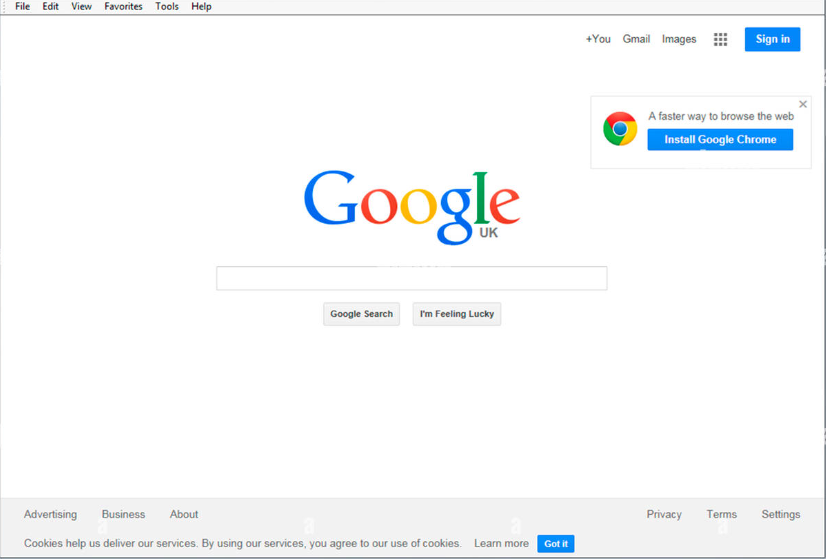 File Edit View Favorites Tools Help
+You Gmail Images Sign in
A faster way to browse the web
Install Google Chrome
Google
UK
Google Search I'm Feeling Lucky
Advertising Business About Privacy Terms Settings
Cookies help us deliver our services. By using our services, you agree to our use of cookies. Learn more Got it